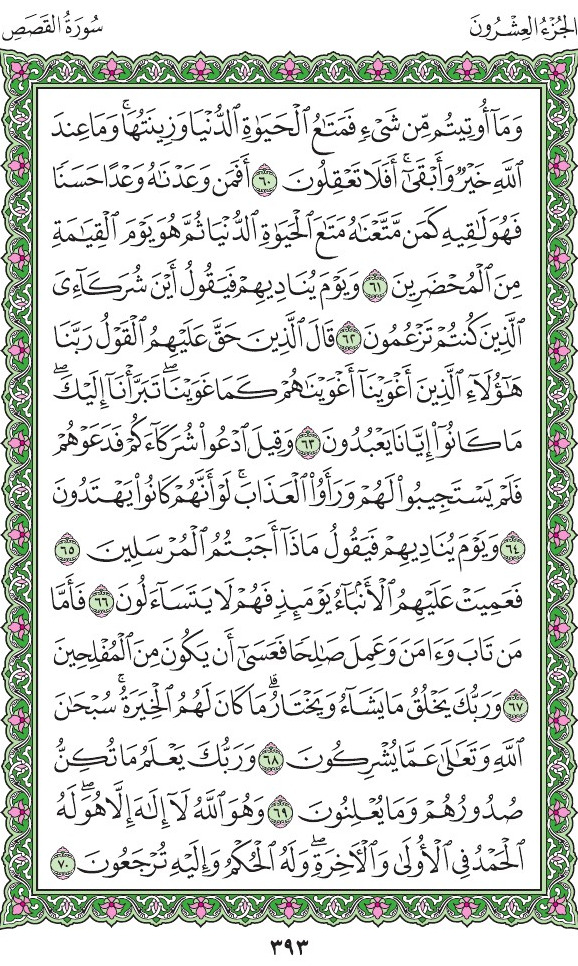 الجُزْءُ العِشْرُونَ
سُورَةُ القَصَصِ
وَمَآ أُوتِيتُم مِّن شَىْءٍ فَمَتَٰعُ ٱلْحَيَوٰةِ ٱلدُّنْيَا وَزِينَتُهَا ۚ وَمَا عِندَ
ٱللَّهِ خَيْرٌ وَأَبْقَىٰٓ ۚ أَفَلَا تَعْقِلُونَ ٦٠ أَفَمَن وَعَدْنَٰهُ وَعْدًا حَسَنًا
فَهُوَ لَٰقِيهِ كَمَن مَّتَّعْنَٰهُ مَتَٰعَ ٱلْحَيَوٰةِ ٱلدُّنْيَا ثُمَّ هُوَ يَوْمَ ٱلْقِيَٰمَةِ
مِنَ ٱلْمُحْضَرِينَ ٦١ وَيَوْمَ يُنَادِيهِمْ فَيَقُولُ أَيْنَ شُرَكَآءِىَ
ٱلَّذِينَ كُنتُمْ تَزْعُمُونَ ٦٢ قَالَ ٱلَّذِينَ حَقَّ عَلَيْهِمُ ٱلْقَوْلُ رَبَّنَا
هَٰٓؤُلَآءِ ٱلَّذِينَ أَغْوَيْنَآ أَغْوَيْنَٰهُمْ كَمَا غَوَيْنَا ۖ تَبَرَّأْنَآ إِلَيْكَ ۖ
مَا كَانُوٓا۟ إِيَّانَا يَعْبُدُونَ ٦٣ وَقِيلَ ٱدْعُوا۟ شُرَكَآءَكُمْ فَدَعَوْهُمْ
فَلَمْ يَسْتَجِيبُوا۟ لَهُمْ وَرَأَوُا۟ ٱلْعَذَابَ ۚ لَوْ أَنَّهُمْ كَانُوا۟ يَهْتَدُونَ
٦٤ وَيَوْمَ يُنَادِيهِمْ فَيَقُولُ مَاذَآ أَجَبْتُمُ ٱلْمُرْسَلِينَ ٦٥
فَعَمِيَتْ عَلَيْهِمُ ٱلْأَنۢبَآءُ يَوْمَئِذٍ فَهُمْ لَا يَتَسَآءَلُونَ ٦٦ فَأَمَّا
مَن تَابَ وَءَامَنَ وَعَمِلَ صَٰلِحًا فَعَسَىٰٓ أَن يَكُونَ مِنَ ٱلْمُفْلِحِينَ
٦٧ وَرَبُّكَ يَخْلُقُ مَا يَشَآءُ وَيَخْتَارُ ۗ مَا كَانَ لَهُمُ ٱلْخِيَرَةُ ۚ سُبْحَٰنَ
ٱللَّهِ وَتَعَٰلَىٰ عَمَّا يُشْرِكُونَ ٦٨ وَرَبُّكَ يَعْلَمُ مَا تُكِنُّ
صُدُورُهُمْ وَمَا يُعْلِنُونَ ٦٩ وَهُوَ ٱللَّهُ لَآ إِلَٰهَ إِلَّا هُوَ ۖ لَهُ
ٱلْحَمْدُ فِى ٱلْأُولَىٰ وَٱلْءَاخِرَةِ ۖ وَلَهُ ٱلْحُكْمُ وَإِلَيْهِ تُرْجَعُونَ ٧٠
٣٩٣